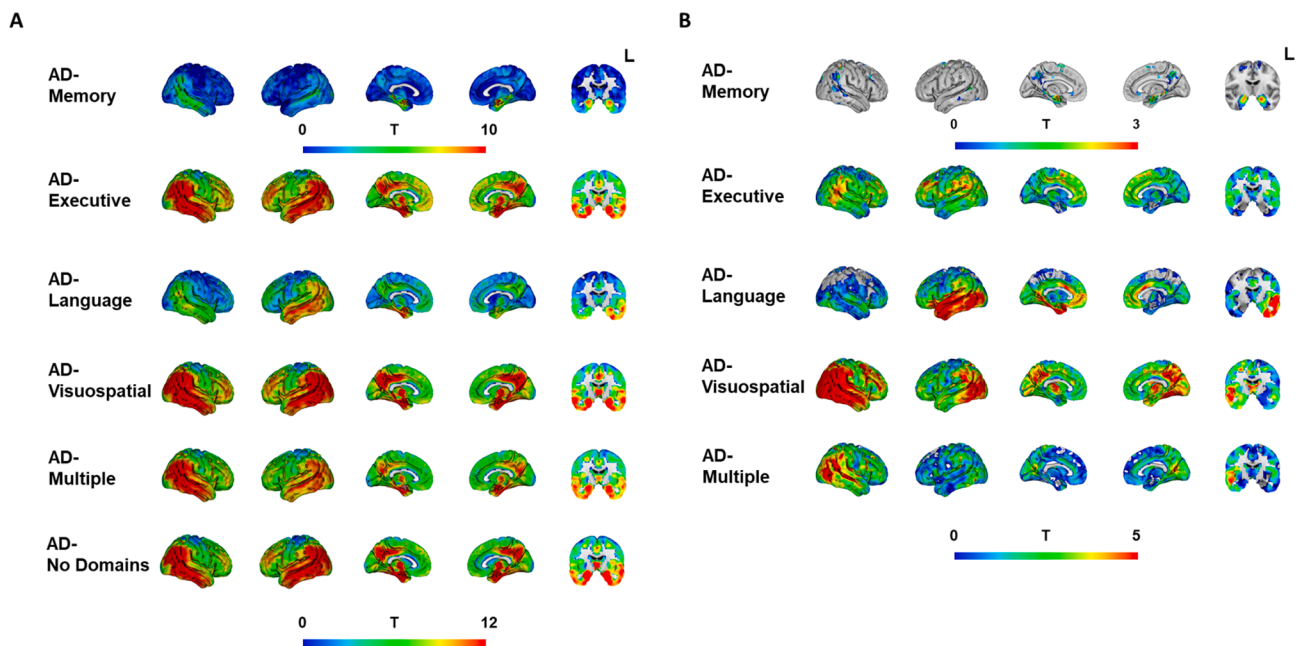 A
L
AD-
Memory
0 T 10
AD-
Executive
AD-
Language
AD-
Visuospatial
AD-
Multiple
AD-
No Domains
0 T 12
B
L
AD-
Memory
0 T 3
AD-
Executive
AD-
Language
AD-
Visuospatial
AD-
Multiple
0 T 5